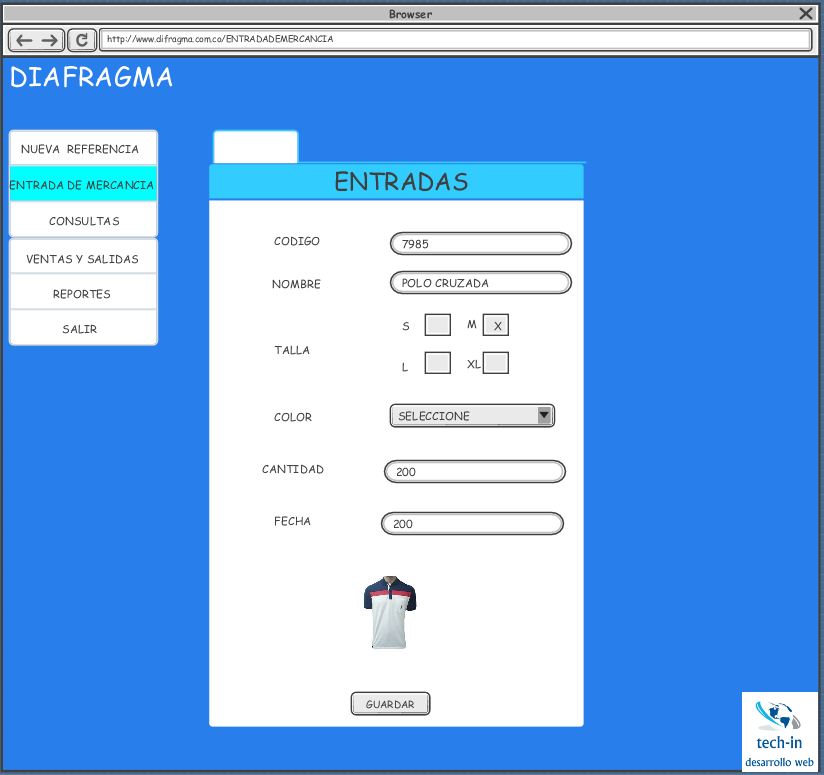 Browser
http://www.difragma.com.co/ENTRADADEMERCANCIA
DIAFRAGMA
NUEVA REFERENCIA
ENTRADA DE MERCANCIA
CONSULTAS
VENTAS Y SALIDAS
REPORTES
SALIR
ENTRADAS
CODIGO 7985
NOMBRE POLO CRUZADA
TALLA
S M X
L XL
COLOR SELECCIONE
CANTIDAD 200
FECHA 200
GUARDAR
tech-in
desarrollo web